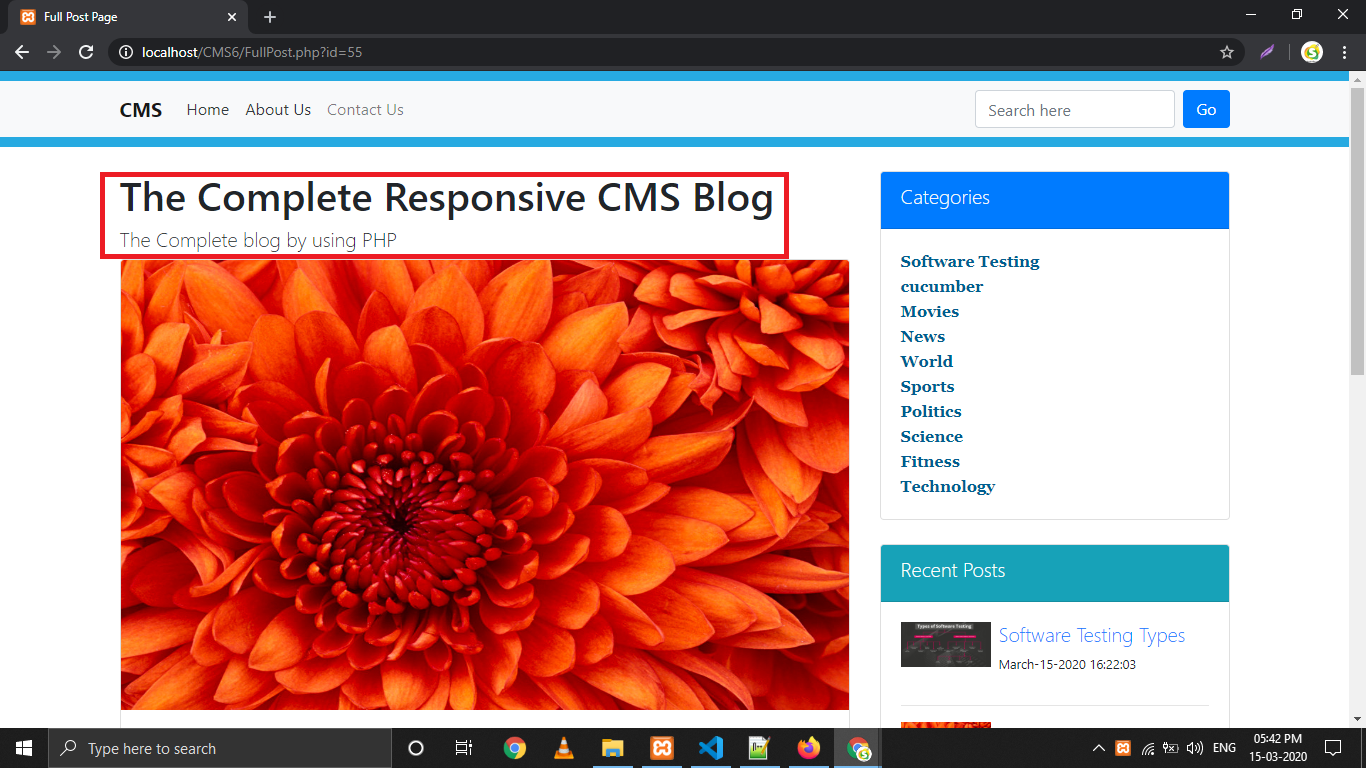 Full Post Page
localhost/CMS6/FullPost.php?id=55
CMS Home About Us Contact Us Search here Go
The Complete Responsive CMS Blog
The Complete blog by using PHP
Categories
Software Testing
cucumber
Movies
News
World
Sports
Politics
Science
Fitness
Technology
Recent Posts
Types of Software Testing
Software Testing Types
March-15-2020 16:22:03
Type here to search
ENG
05:42 PM
15-03-2020